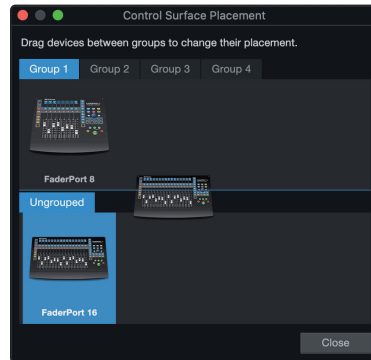 Control Surface Placement
Drag devices between groups to change their placement.
Group 1 Group 2 Group 3 Group 4
FaderPort 8
Ungrouped
FaderPort 16
Close